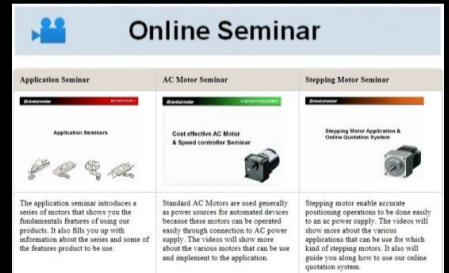 Online Seminar
Application Seminar
AC Motor Seminar
Stepping Motor Seminar
Orientalmotor
Application Seminars
Orientalmotor
Cost effective AC Motor
& Speed controller Seminar
Orientalmotor
Stepping Motor Application &
Online Quotation System
The application seminar introduces a
series of motors that shows you the
fundamentals features of using our
products. It also fills you up with
information about the series and some of
the features product to be use.
Standard AC Motors are used generally
as power sources for automated devices
because these motors can be operated
easily through connection to AC power
supply. The videos will show more
about the various motors that can be use
and implement to the application.
Stepping motor enable accurate
positioning operations to be done easily
to an ac power supply. The videos will
show more about the various
applications that can be use for which
kind of stepping motors. It also will
guide you along how to use our online
quotation system.